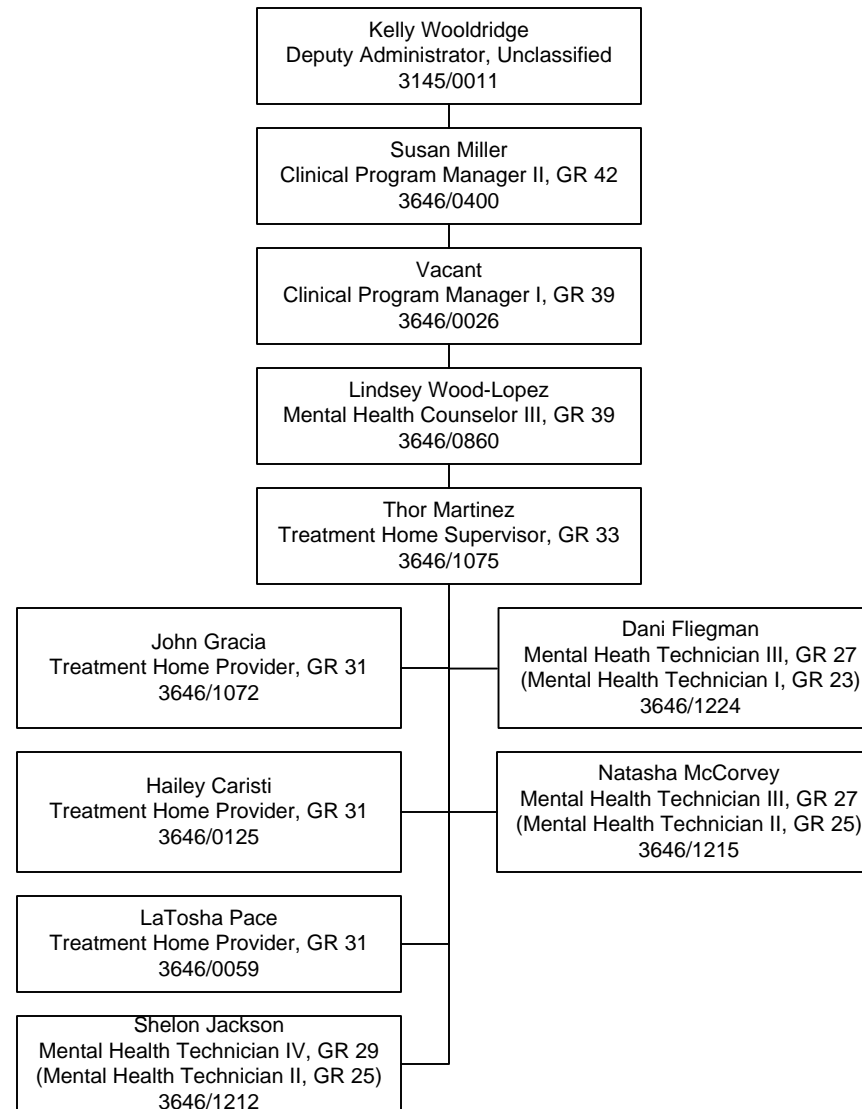 Kelly Wooldridge
Deputy Administrator, Unclassified
3145/0011
Susan Miller
Clinical Program Manager II, GR 42
3646/0400
Vacant
Clinical Program Manager I, GR 39
3646/0026
Lindsey Wood-Lopez
Mental Health Counselor III, GR 39
3646/0860
Thor Martinez
Treatment Home Supervisor, GR 33
3646/1075
John Gracia
Treatment Home Provider, GR 31
3646/1072
Dani Fliegman
Mental Heath Technician III, GR 27
(Mental Health Technician I, GR 23)
3646/1224
Hailey Caristi
Treatment Home Provider, GR 31
3646/0125
Natasha McCorvey
Mental Health Technician III, GR 27
(Mental Health Technician II, GR 25)
3646/1215
LaTosha Pace
Treatment Home Provider, GR 31
3646/0059
Shelon Jackson
Mental Health Technician IV, GR 29
(Mental Health Technician II, GR 25)
3646/1212